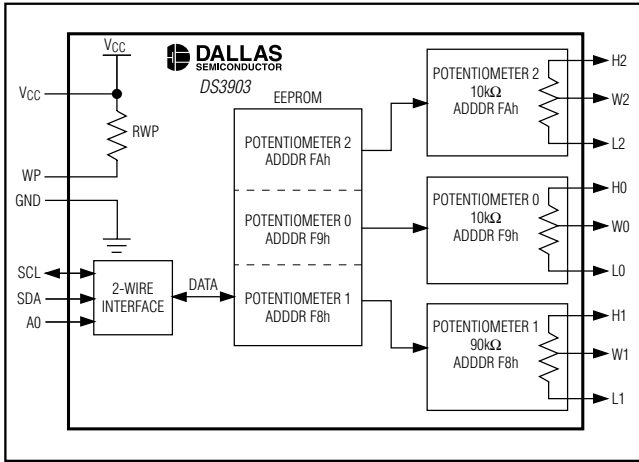 VCC
VCC
RWP
WP
GND
SCL
SDA
A0
2-WIRE
INTERFACE
DATA
DALLAS
SEMICONDUCTOR
DS3903
EEPROM
POTENTIOMETER 2
ADDDR FAh
POTENTIOMETER 0
ADDDR F9h
POTENTIOMETER 1
ADDDR F8h
POTENTIOMETER 2
10kΩ
ADDDR FAh
H2
W2
L2
POTENTIOMETER 0
10kΩ
ADDDR F9h
H0
W0
L0
POTENTIOMETER 1
90kΩ
ADDDR F8h
H1
W1
L1